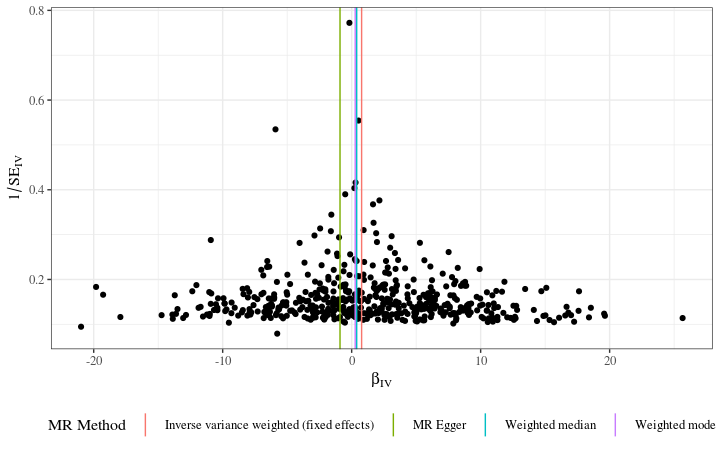 0.8
0.6
0.4
0.2
1/SE_IV
-20 -10 0 10 20
β_IV
MR Method Inverse variance weighted (fixed effects) MR Egger Weighted median Weighted mode